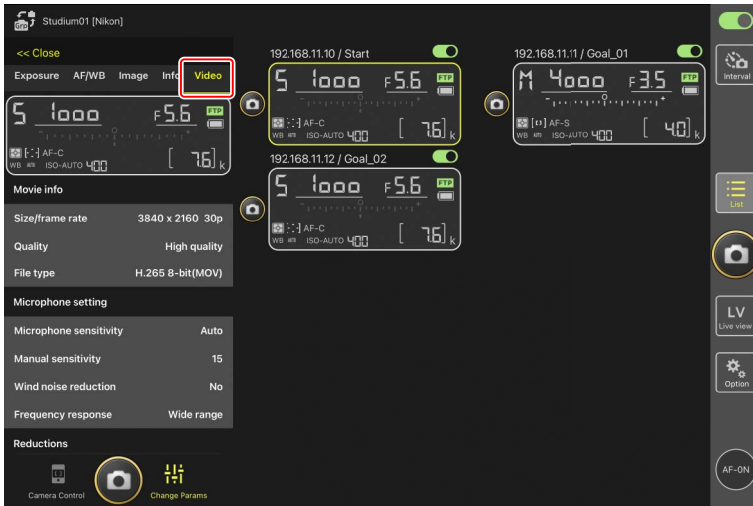 GrP Studium01 [Nikon]
<< Close
Exposure AF/WB Image Info Video
S 1000 F5.6 FTP
AF-C
WB AUTO ISO-AUTO 400 [ 7.6] k
Movie info
Size/frame rate 3840 x 2160 30p
Quality High quality
File type H.265 8-bit(MOV)
Microphone setting
Microphone sensitivity Auto
Manual sensitivity 15
Wind noise reduction No
Frequency response Wide range
Reductions
Camera Control
Change Params
192.168.11.10 / Start
S 1000 F5.6 FTP
AF-C
WB AUTO ISO-AUTO 400 [ 7.6] k
192.168.11.11 / Goal_01
M 4000 F3.5 FTP
AF-S
WB AUTO ISO-AUTO 400 [ 4.0] k
192.168.11.12 / Goal_02
S 1000 F5.6 FTP
AF-C
WB AUTO ISO-AUTO 400 [ 7.6] k
Interval
List
LV
Live view
Option
AF-ON